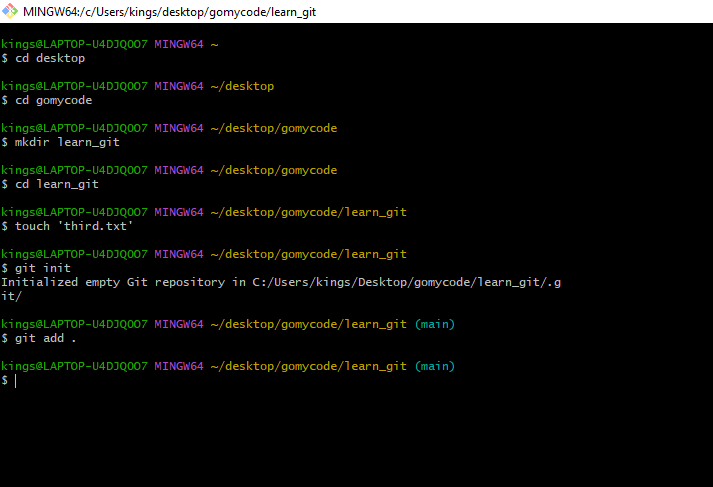 MINGW64:/c/Users/kings/desktop/gomycode/learn_git
kings@LAPTOP-U4DJQOO7 MINGW64 ~
$ cd desktop
kings@LAPTOP-U4DJQOO7 MINGW64 ~/desktop
$ cd gomycode
kings@LAPTOP-U4DJQOO7 MINGW64 ~/desktop/gomycode
$ mkdir learn_git
kings@LAPTOP-U4DJQOO7 MINGW64 ~/desktop/gomycode
$ cd learn_git
kings@LAPTOP-U4DJQOO7 MINGW64 ~/desktop/gomycode/learn_git
$ touch 'third.txt'
kings@LAPTOP-U4DJQOO7 MINGW64 ~/desktop/gomycode/learn_git
$ git init
Initialized empty Git repository in C:/Users/kings/Desktop/gomycode/learn_git/.g
it/
kings@LAPTOP-U4DJQOO7 MINGW64 ~/desktop/gomycode/learn_git (main)
$ git add .
kings@LAPTOP-U4DJQOO7 MINGW64 ~/desktop/gomycode/learn_git (main)
$